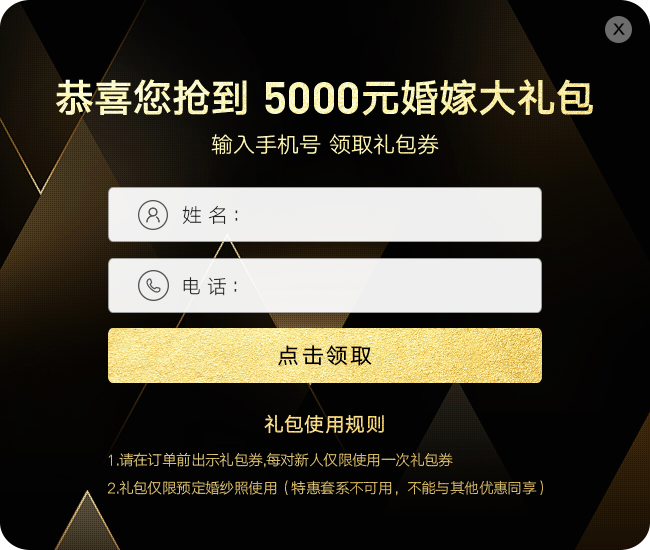 X
恭喜您抢到 5000元婚嫁大礼包
输入手机号 领取礼包券
姓 名：
电 话：
点击领取
礼包使用规则
1.请在订单前出示礼包券,每对新人仅限使用一次礼包券
2.礼包仅限预定婚纱照使用（特惠套系不可用，不能与其他优惠同享）